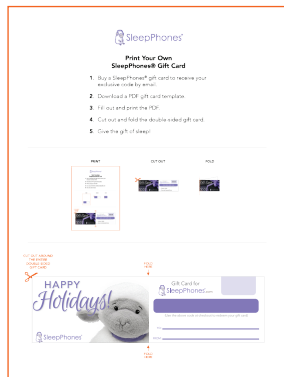 SleepPhones®
Print Your Own
SleepPhones® Gift Card
1. Buy a SleepPhones® gift card to receive your
exclusive code by email.
2. Download a PDF gift card template
3. Fill out and print the PDF
4. Cut out and fold the double-sided gift card
5. Give the gift of sleep!
PRINT
CUT OUT
FOLD
CUT OUT AROUND
THE ENTIRE
DOUBLE-SIDED
GIFT CARD
FOLD
HERE
HAPPY
Holidays!
SleepPhones®
Gift Card for
SleepPhones
FOLD
HERE